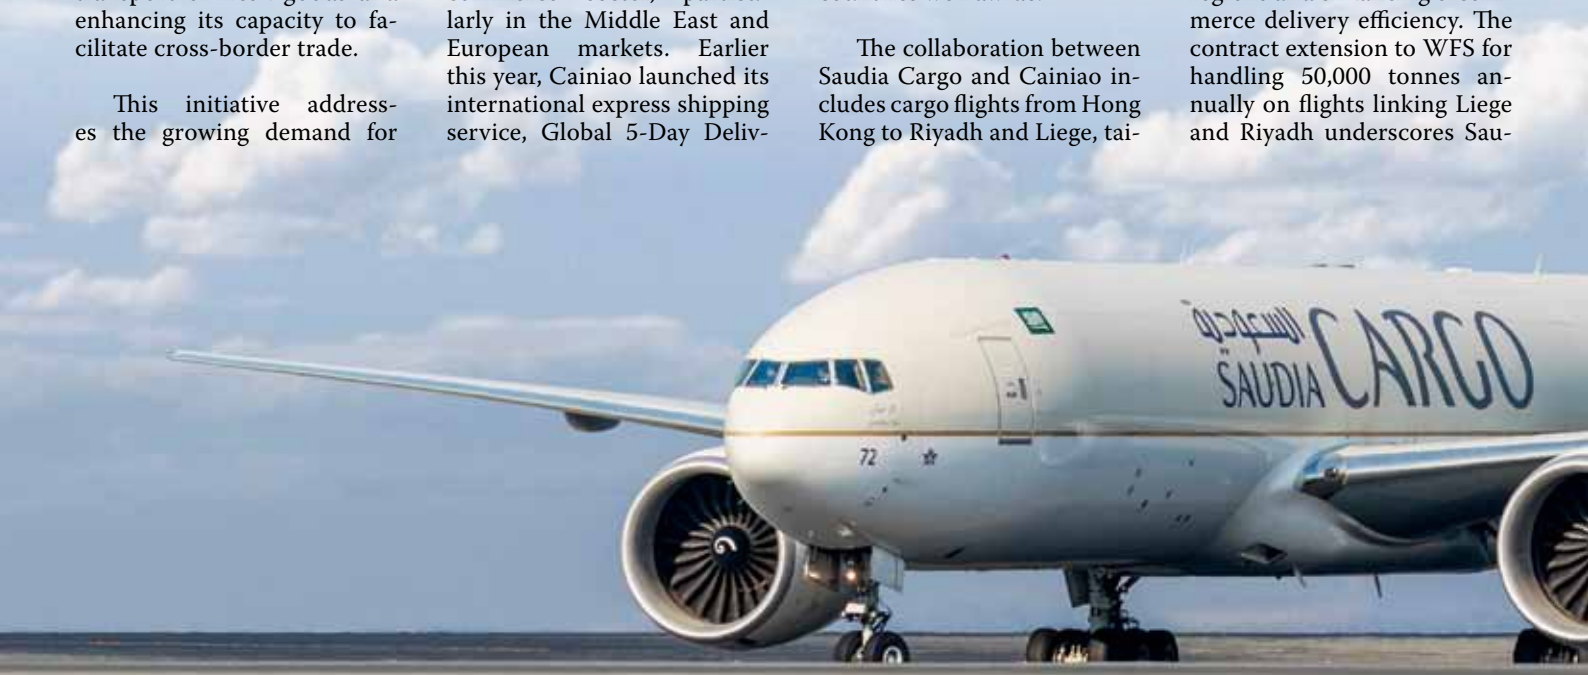 enhancing its capacity to fa-
cilitate cross-border trade.
This initiative address-
es the growing demand for
larly in the Middle East and
European markets. Earlier
this year, Cainiao launched its
international express shipping
service, Global 5-Day Deliv-
The collaboration between
Saudia Cargo and Cainiao in-
cludes cargo flights from Hong
Kong to Riyadh and Liege, tai-
merce delivery efficiency. The
contract extension to WFS for
handling 50,000 tonnes an-
nually on flights linking Liege
and Riyadh underscores Sau-
السعودية
SAUDIA CARGO
72